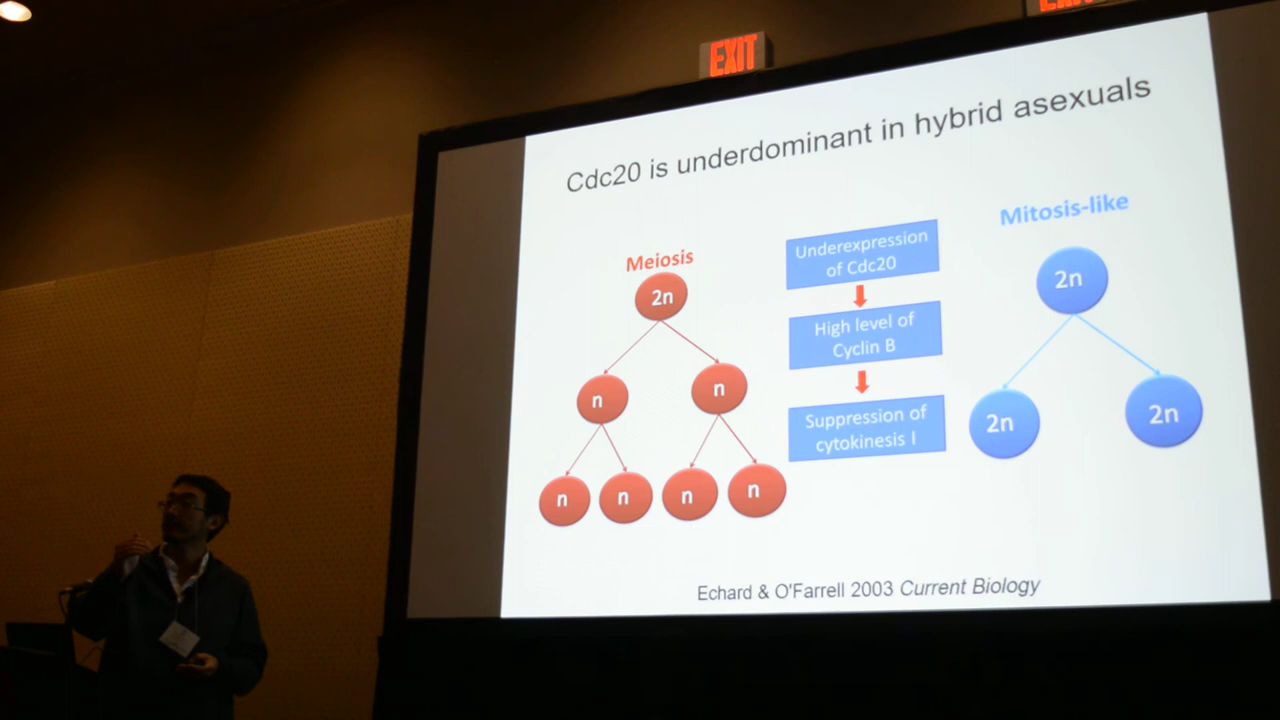 EXIT
Cdc20 is underdominant in hybrid asexuals
Meiosis
2n
n
n
n
n
n
n
Underexpression
of Cdc20
High level of
Cyclin B
Suppression of
cytokinesis I
Mitosis-like
2n
2n
2n
Echard & O'Farrell 2003 Current Biology